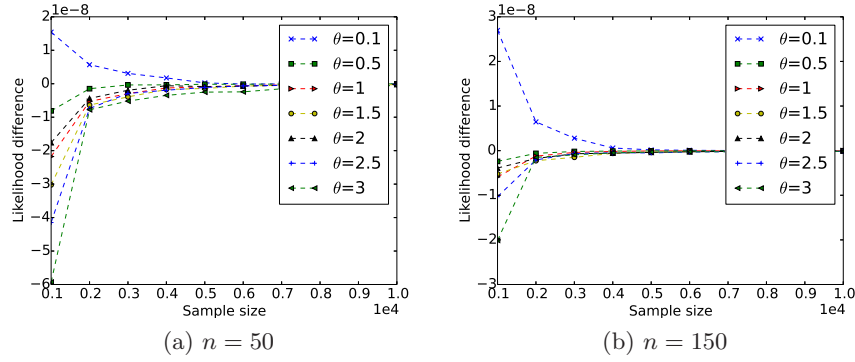 2 1e−8
1
0
−1
−2
−3
−4
−5
−6
Likelihood difference
0.1 0.2 0.3 0.4 0.5 0.6 0.7 0.8 0.9 1.0
Sample size
1e4
θ=0.1
θ=0.5
θ=1
θ=1.5
θ=2
θ=2.5
θ=3
(a) n = 50
3 1e−8
2
1
0
−1
−2
−3
Likelihood difference
0.1 0.2 0.3 0.4 0.5 0.6 0.7 0.8 0.9 1.0
Sample size
1e4
θ=0.1
θ=0.5
θ=1
θ=1.5
θ=2
θ=2.5
θ=3
(b) n = 150